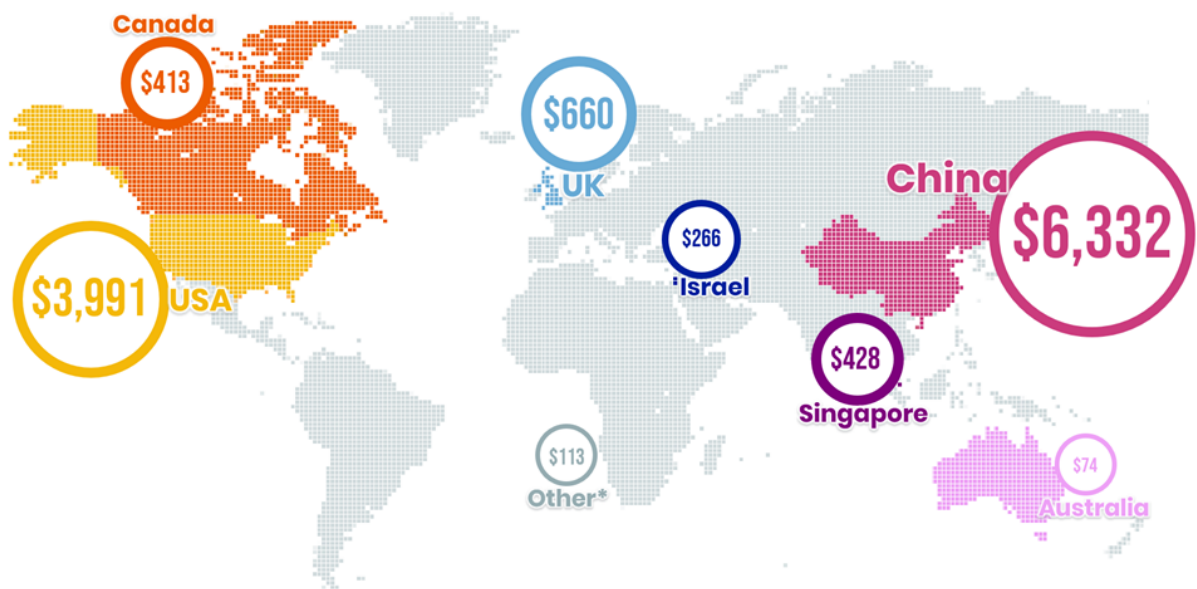 Canada
$413
$660
UK
China
$6,332
$3,991
USA
$266
'Israel
$428
Singapore
$113
Other*
$74
Australia